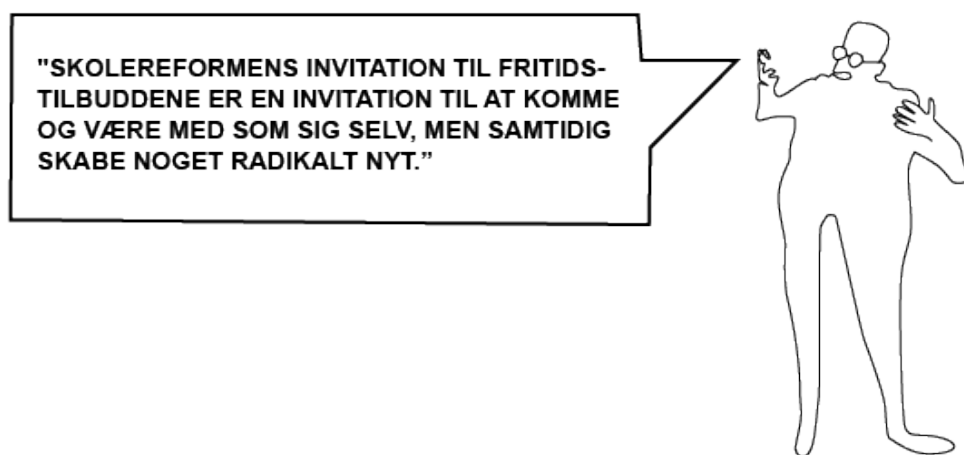 "SKOLEREFORMENS INVITATION TIL FRITIDS-
TILBUDDENE ER EN INVITATION TIL AT KOMME
OG VÆRE MED SOM SIG SELV, MEN SAMTIDIG
SKABE NOGET RADIKALT NYT.”